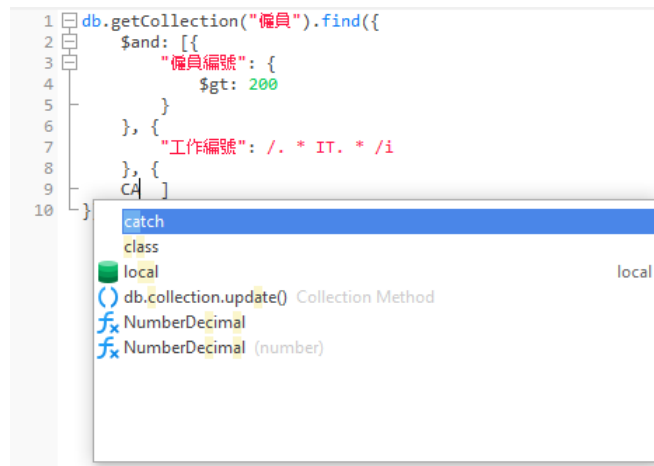 1 db.getCollection("僱員").find({
2 $and: [{
3 "僱員編號": {
4 $gt: 200
5 }
6 }, {
7 "工作編號": /. * IT. * /i
8 }, {
9 CA ]
10 }
catch
class
local local
db.collection.update() Collection Method
NumberDecimal
NumberDecimal (number)